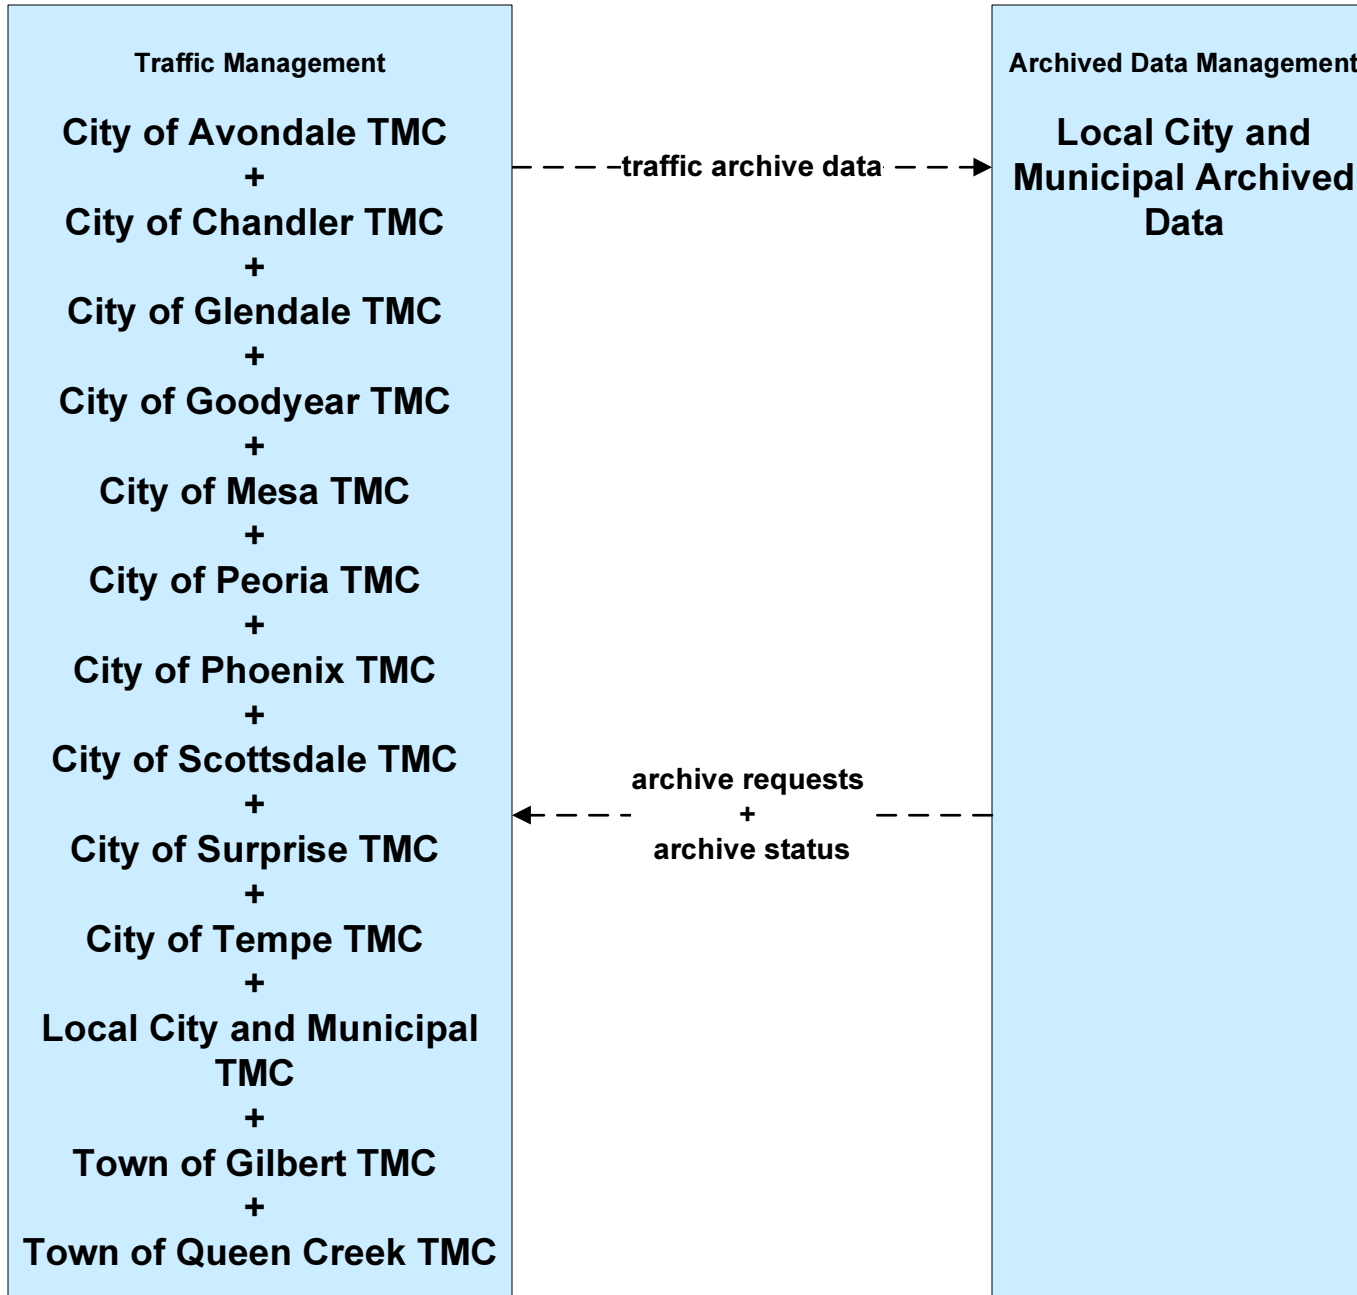 Traffic Management
City of Avondale TMC
+
City of Chandler TMC
+
City of Glendale TMC
+
City of Goodyear TMC
+
City of Mesa TMC
+
City of Peoria TMC
+
City of Phoenix TMC
+
City of Scottsdale TMC
+
City of Surprise TMC
+
City of Tempe TMC
+
Local City and Municipal
TMC
+
Town of Gilbert TMC
+
Town of Queen Creek TMC
traffic archive data
archive requests
+
archive status
Archived Data Management
Local City and
Municipal Archived
Data